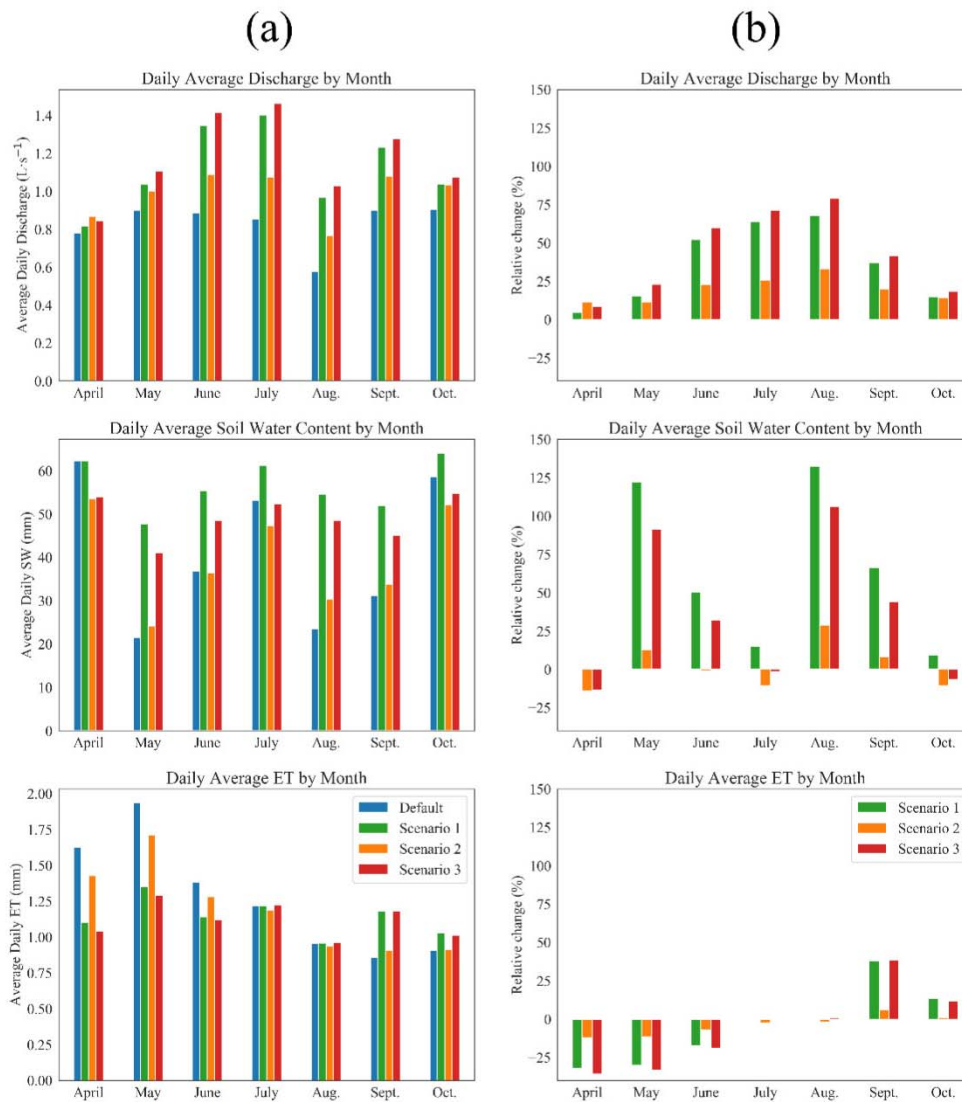 (a)
Daily Average Discharge by Month
Average Daily Discharge (L·s⁻¹)
1.4
1.2
1.0
0.8
0.6
0.4
0.2
0.0
April May June July Aug. Sept. Oct.
Daily Average Soil Water Content by Month
Average Daily SW (mm)
60
50
40
30
20
10
0
April May June July Aug. Sept. Oct.
Daily Average ET by Month
Average Daily ET (mm)
2.00
1.75
1.50
1.25
1.00
0.75
0.50
0.25
0.00
Default
Scenario 1
Scenario 2
Scenario 3
April May June July Aug. Sept. Oct.
(b)
Daily Average Discharge by Month
Relative change (%)
150
125
100
75
50
25
0
−25
April May June July Aug. Sept. Oct.
Daily Average Soil Water Content by Month
Relative change (%)
150
125
100
75
50
25
0
−25
April May June July Aug. Sept. Oct.
Daily Average ET by Month
Relative change (%)
150
125
100
75
50
25
0
−25
Scenario 1
Scenario 2
Scenario 3
April May June July Aug. Sept. Oct.